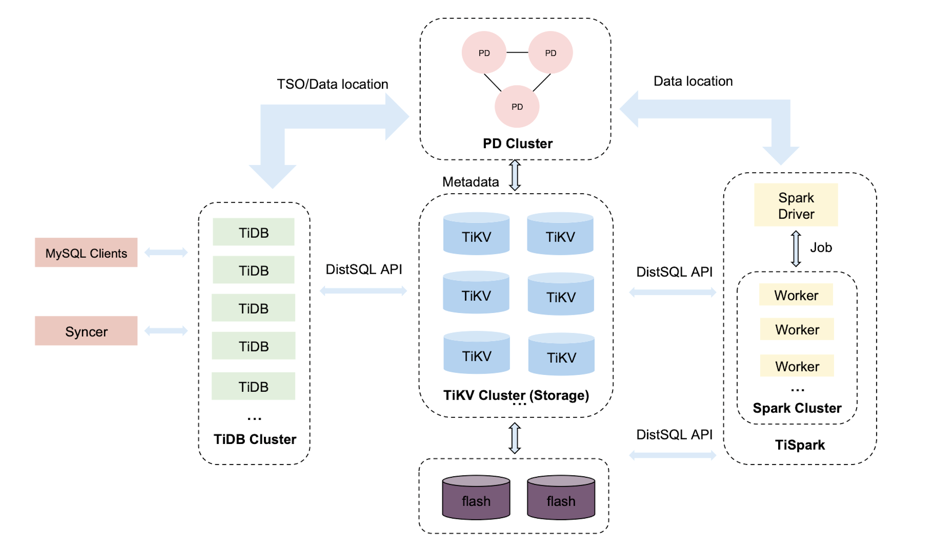 PD
PD
PD
PD Cluster
TSO/Data location
Data location
Metadata
MySQL Clients
Syncer
TiDB
TiDB
TiDB
TiDB
TiDB
...
TiDB Cluster
DistSQL API
TiKV
TiKV
TiKV
TiKV
TiKV
TiKV
TiKV Cluster (Storage)
...
DistSQL API
DistSQL API
Spark
Driver
Job
Worker
Worker
Worker
...
Spark Cluster
TiSpark
flash
flash